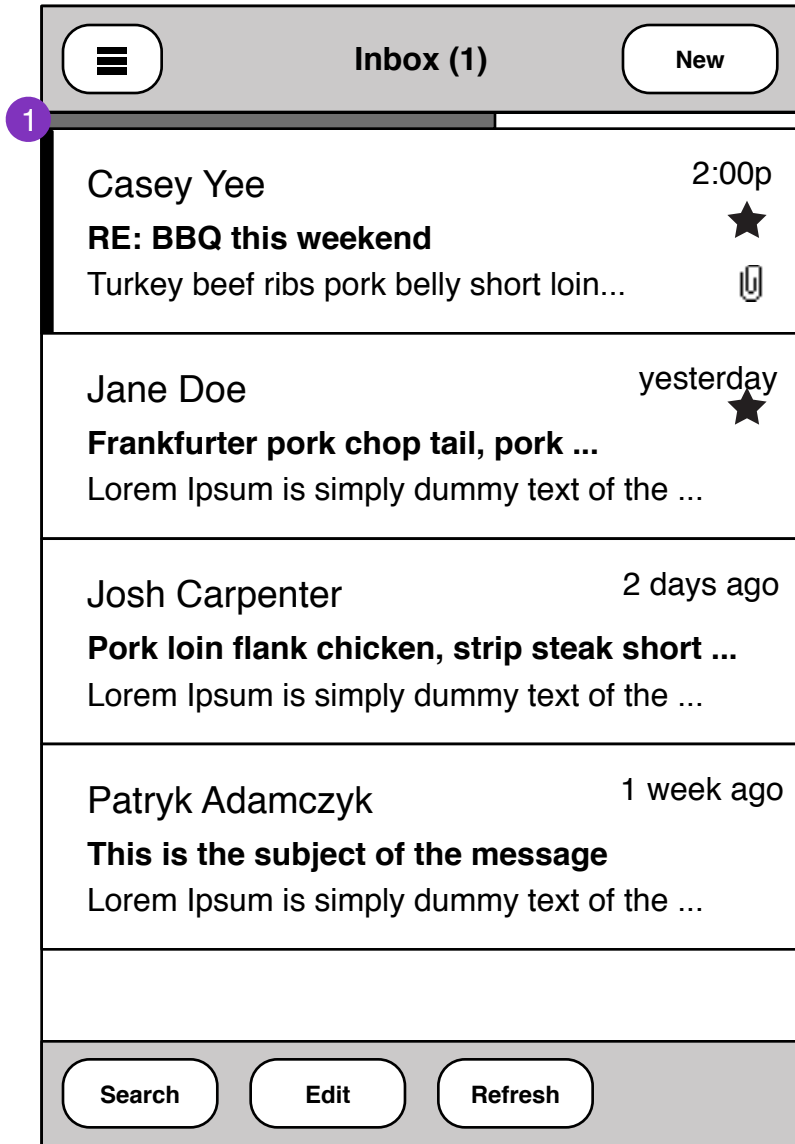 Inbox (1)
New
1
Casey Yee
2:00p
RE: BBQ this weekend
Turkey beef ribs pork belly short loin...
Jane Doe
yesterday
Frankfurter pork chop tail, pork ...
Lorem Ipsum is simply dummy text of the ...
Josh Carpenter
2 days ago
Pork loin flank chicken, strip steak short ...
Lorem Ipsum is simply dummy text of the ...
Patryk Adamczyk
1 week ago
This is the subject of the message
Lorem Ipsum is simply dummy text of the ...
Search
Edit
Refresh